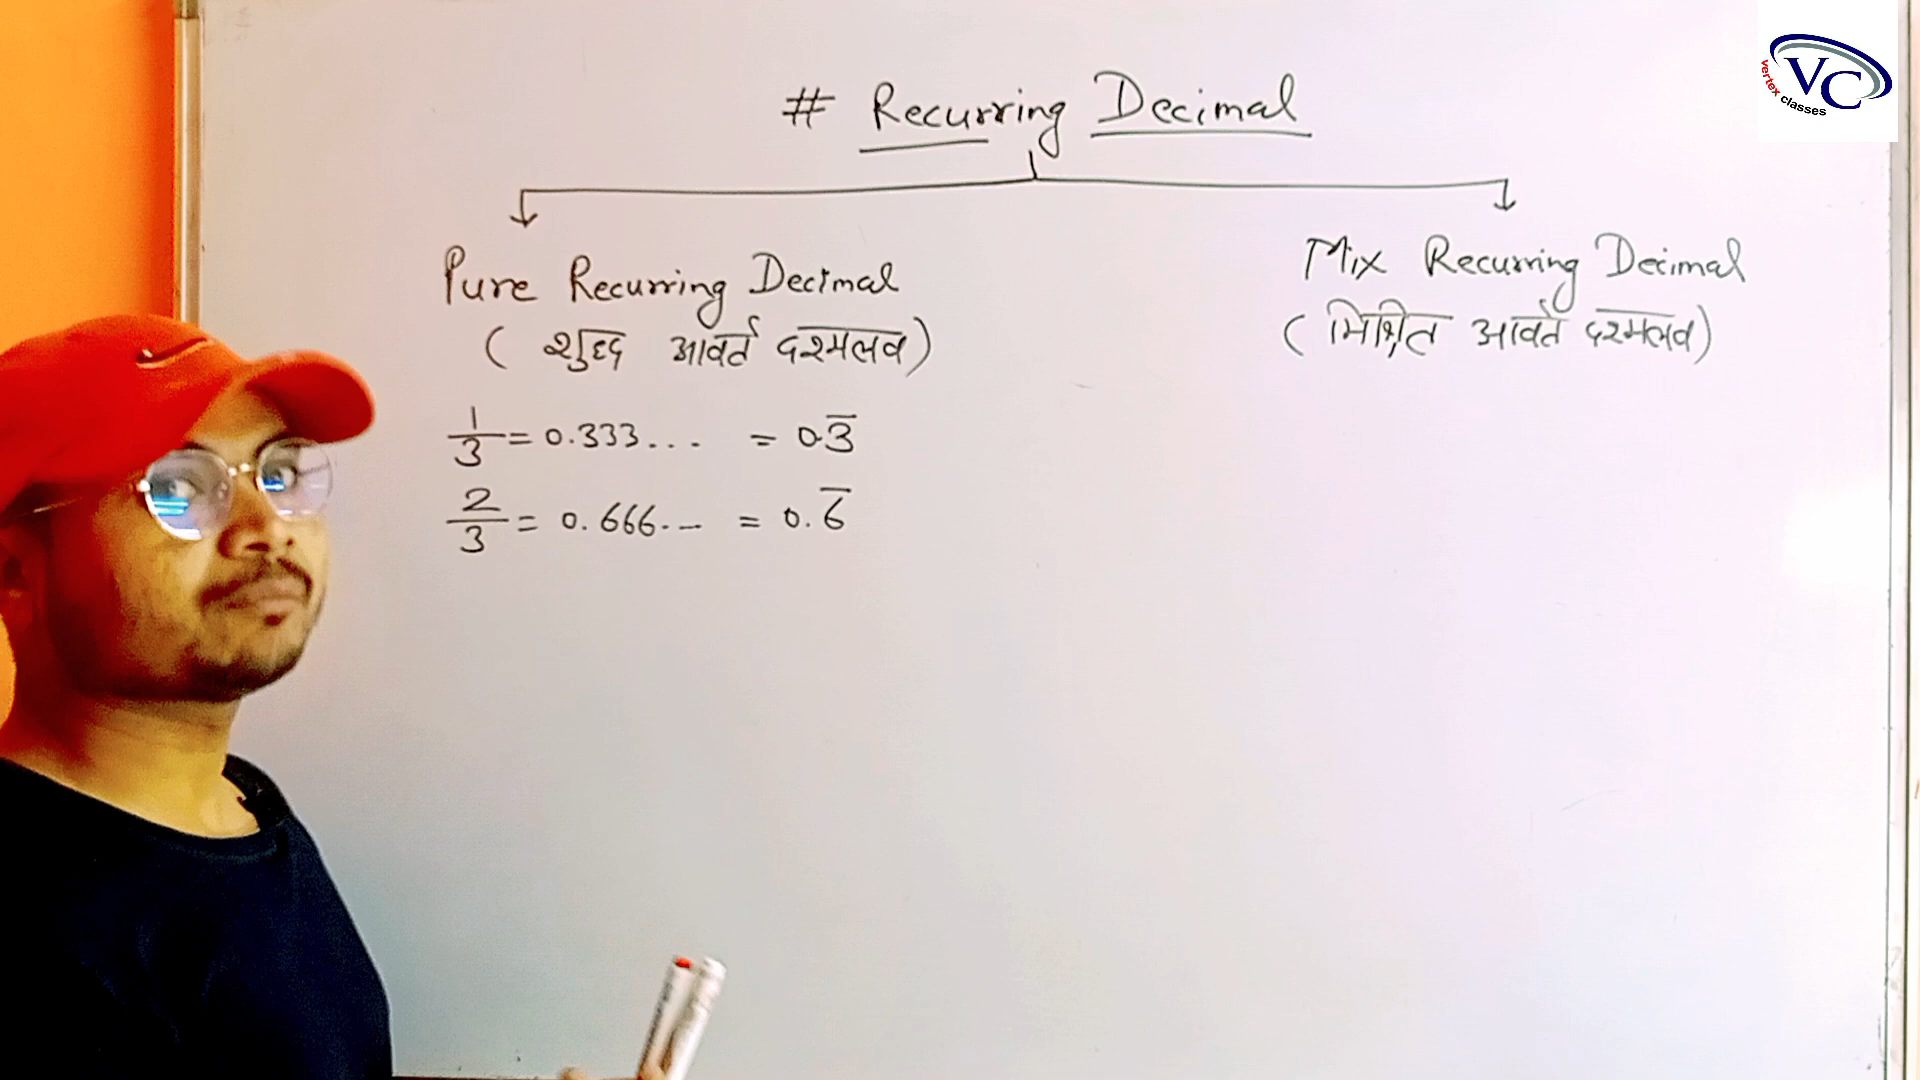 # Recurring Decimal
Pure Recurring Decimal
(शुद्ध आवर्त दशमलव)
1/3 = 0.333... = 0.3̅
2/3 = 0.666... = 0.6̅
Mix Recurring Decimal
(मिश्रित आवर्त दशमलव)
VC
vertex classes